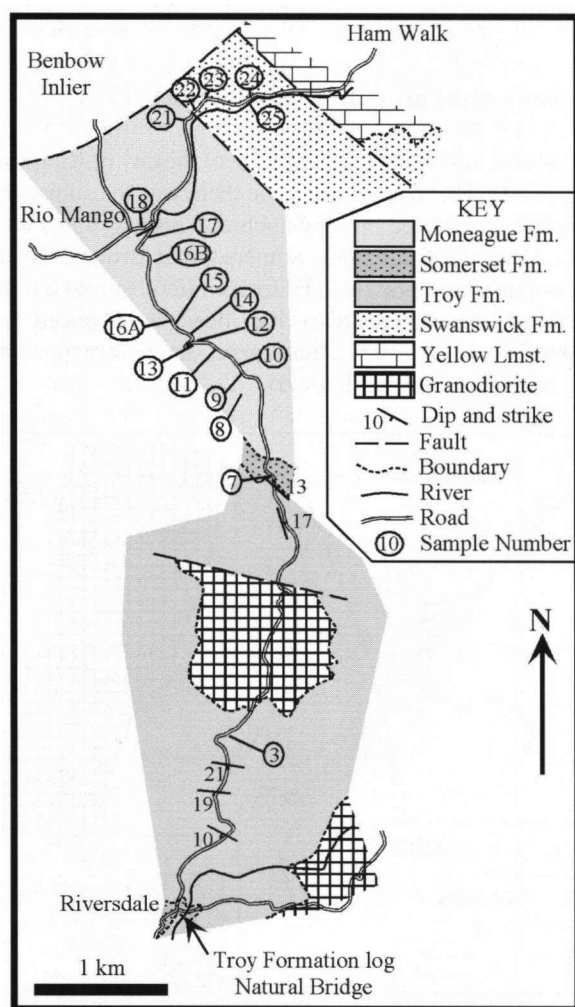 Ham Walk
Benbow
Inlier
22
23
24
21
25
Rio Mango
18
17
16B
15
14
12
16A
10
13
11
9
8
7
13
17
KEY
Moneague Fm.
Somerset Fm.
Troy Fm.
Swanswick Fm.
Yellow Lmst.
Granodiorite
10 Dip and strike
Fault
Boundary
River
Road
10 Sample Number
N
3
21
19
10
Riversdale
Troy Formation log
Natural Bridge
1 km